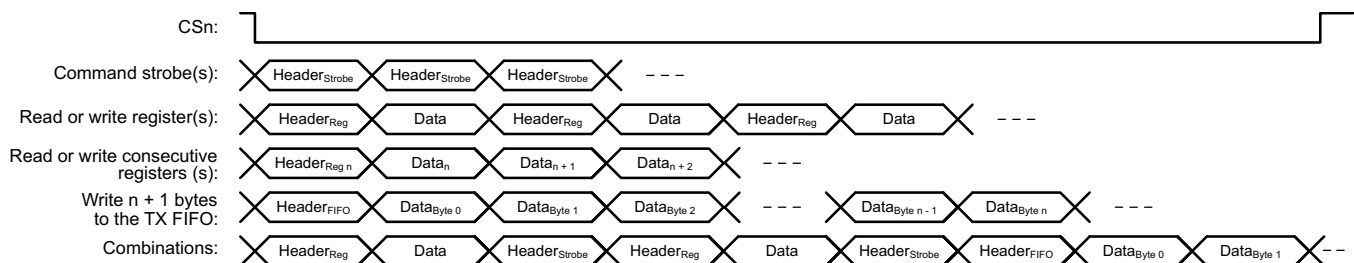 CSn:
Command strobe(s): HeaderStrobe HeaderStrobe HeaderStrobe – – –
Read or write register(s): HeaderReg Data HeaderReg Data HeaderReg Data – – –
Read or write consecutive
registers (s): HeaderReg n Datan Datan + 1 Datan + 2 – – –
Write n + 1 bytes
to the TX FIFO: HeaderFIFO DataByte 0 DataByte 1 DataByte 2 – – – DataByte n - 1 DataByte n – – –
Combinations: HeaderReg Data HeaderStrobe HeaderReg Data HeaderStrobe HeaderFIFO DataByte 0 DataByte 1 – –